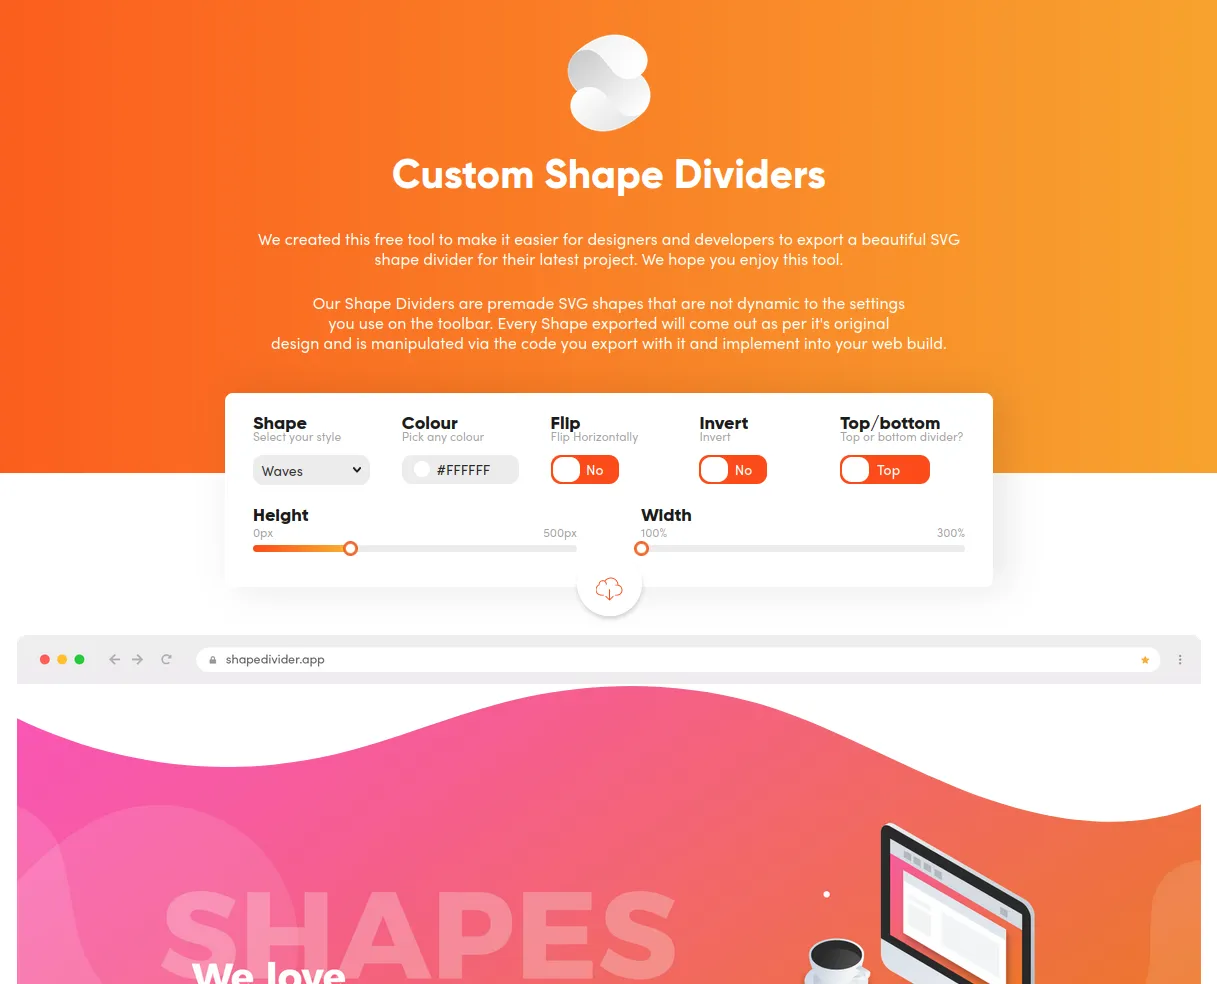 Custom Shape Dividers
We created this free tool to make it easier for designers and developers to export a beautiful SVG
shape divider for their latest project. We hope you enjoy this tool.
Our Shape Dividers are premade SVG shapes that are not dynamic to the settings
you use on the toolbar. Every Shape exported will come out as per it's original
design and is manipulated via the code you export with it and implement into your web build.
Shape Colour Flip Invert Top/bottom
Select your style Pick any colour Flip Horizontally Invert Top or bottom divider?
Waves #FFFFFF No No Top
Height Width
0px 500px 100% 300%
shapedivider.app
SHAPES
We love